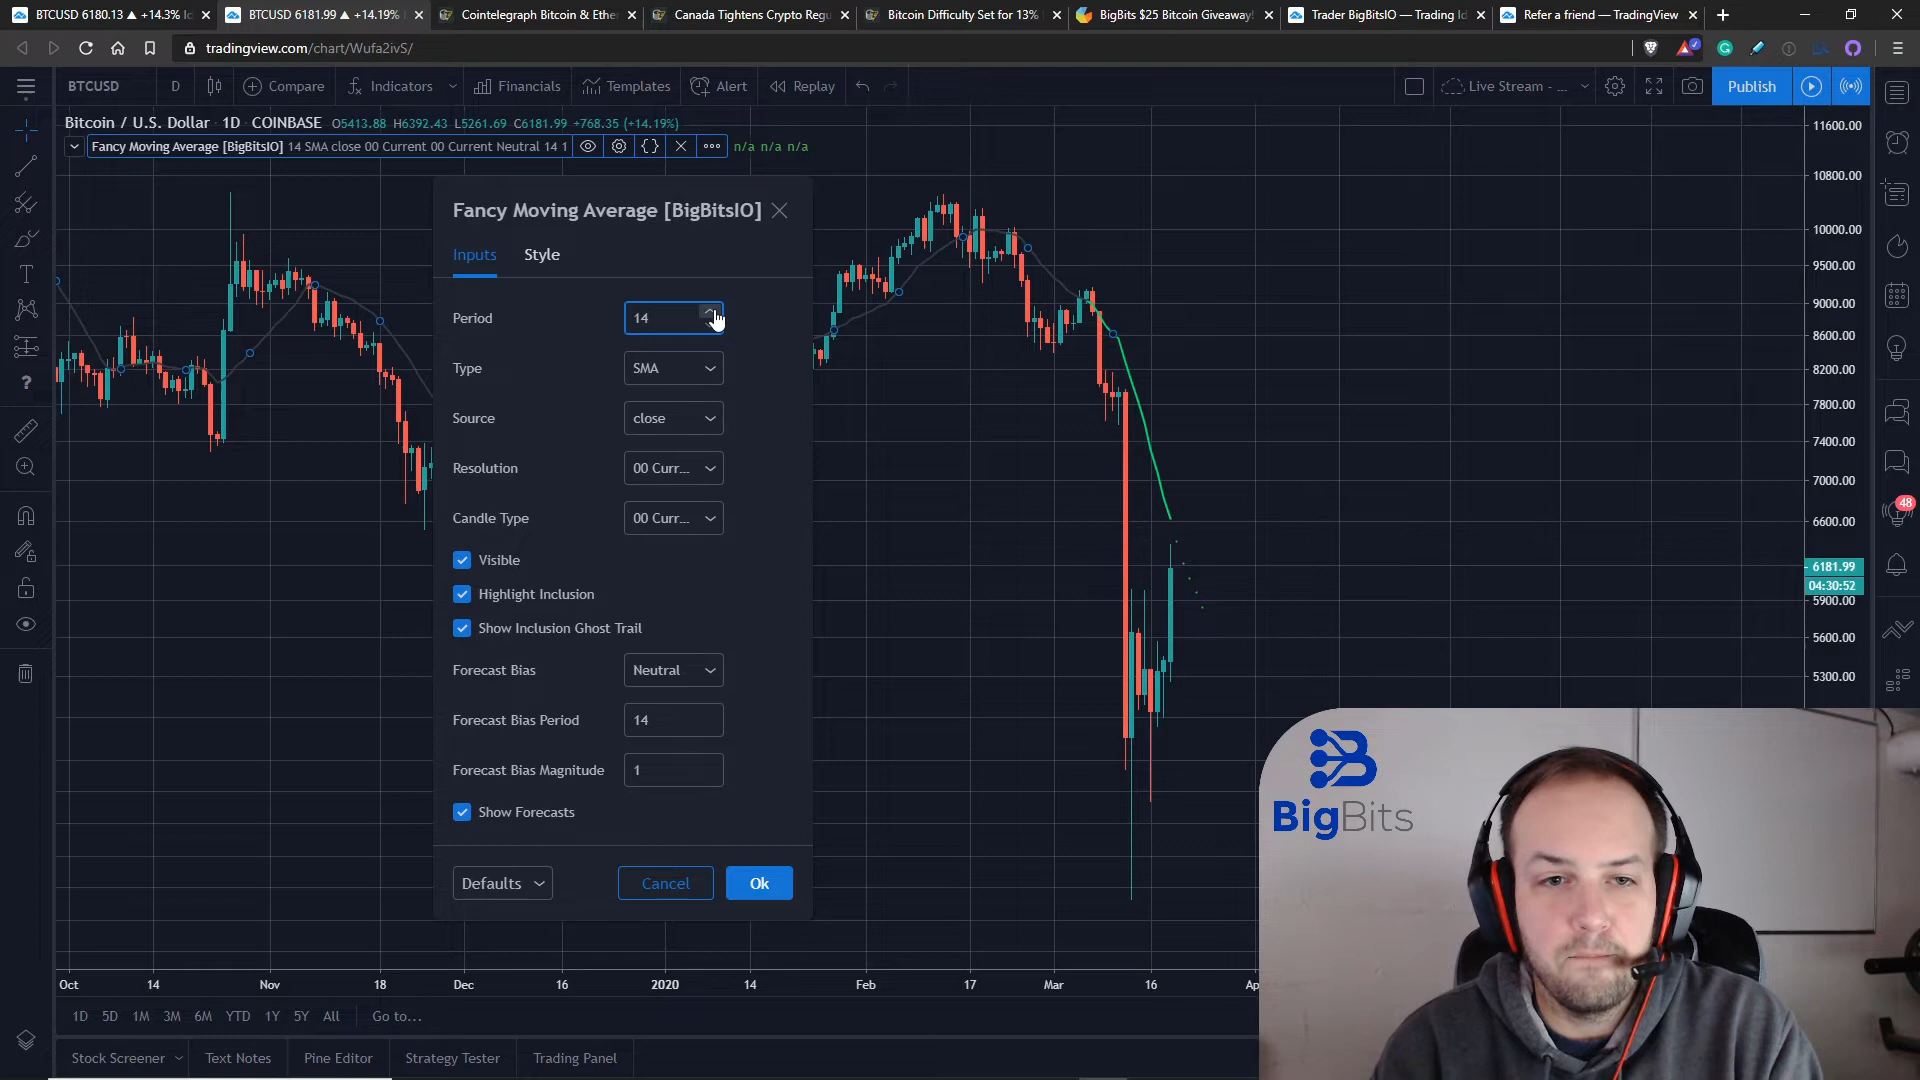 BTCUSD 6180.13 ▲ +14.3% I
BTCUSD 6181.99 ▲ +14.19%
Cointelegraph Bitcoin & Ethe
Canada Tightens Crypto Regu
Bitcoin Difficulty Set for 13%
BigBits $25 Bitcoin Giveaway!
Trader BigBitsIO — Trading Id
Refer a friend — TradingView
tradingview.com/chart/Wufa2ivS/
BTCUSD D Compare Indicators Financials Templates Alert Replay Live Stream - ... Publish
Bitcoin / U.S. Dollar 1D COINBASE O5413.88 H6392.43 L5261.69 C6181.99 +768.35 (+14.19%)
Fancy Moving Average [BigBitsIO] 14 SMA close 00 Current 00 Current Neutral 14 1 n/a n/a n/a
Fancy Moving Average [BigBitsIO]
Inputs Style
Period 14
Type SMA
Source close
Resolution 00 Curr...
Candle Type 00 Curr...
Visible
Highlight Inclusion
Show Inclusion Ghost Trail
Forecast Bias Neutral
Forecast Bias Period 14
Forecast Bias Magnitude 1
Show Forecasts
Defaults Cancel Ok
11600.00
10800.00
10000.00
9500.00
9000.00
8600.00
8200.00
7800.00
7400.00
7000.00
6600.00
6181.99
04:30:52
5900.00
5600.00
5300.00
48
BigBits
Oct 14 Nov 18 Dec 16 2020 14 Feb 17 Mar 16 Ap
1D 5D 1M 3M 6M YTD 1Y 5Y All Go to...
Stock Screener Text Notes Pine Editor Strategy Tester Trading Panel